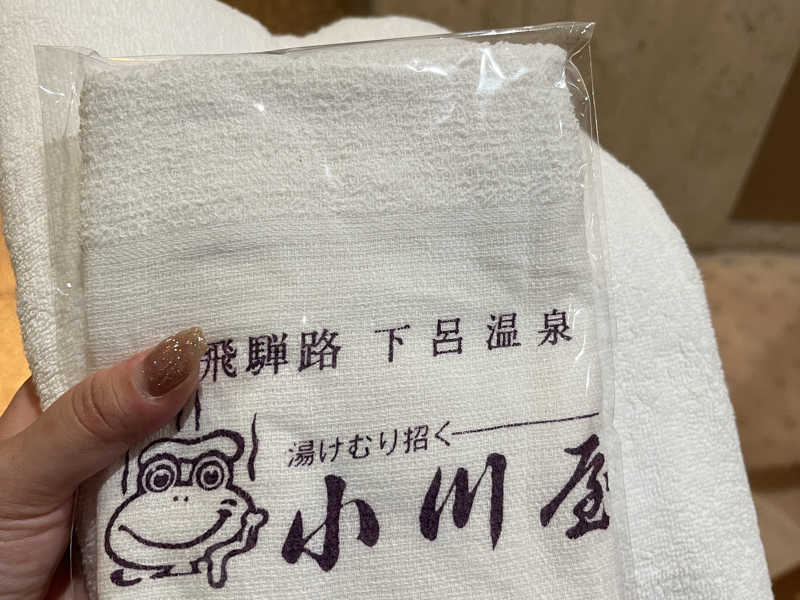 飛騨路 下呂温泉
湯けむり招く
小川屋